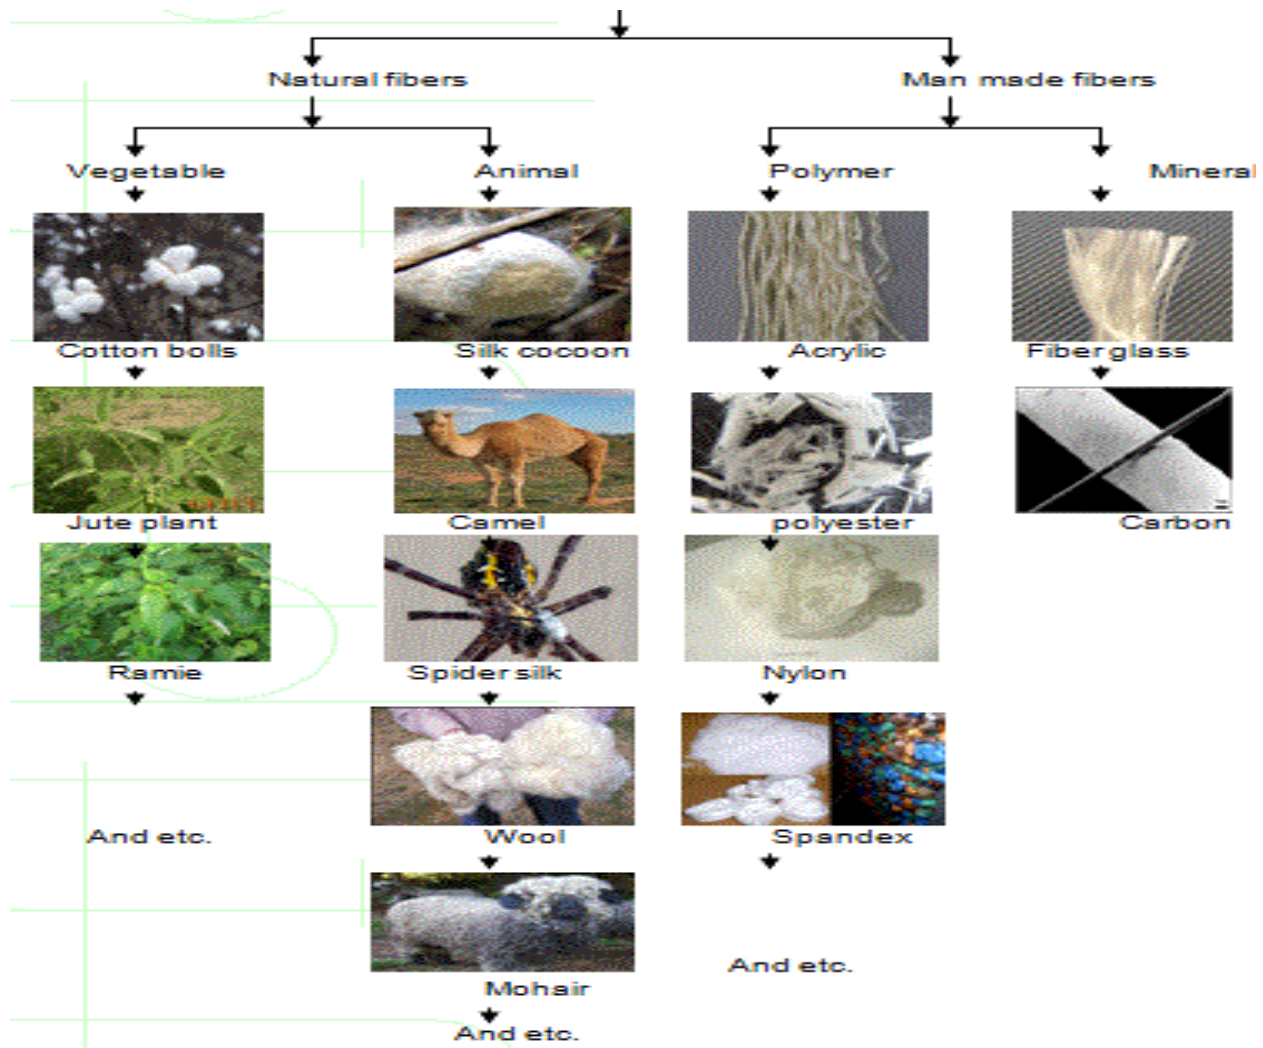 Natural fibers
Man made fibers
Vegetable
Animal
Polymer
Mineral
Cotton bolls
Silk cocoon
Acrylic
Fiber glass
Jute plant
Camel
polyester
Carbon
Ramie
Spider silk
Nylon
And etc.
Wool
Spandex
And etc.
Mohair
And etc.